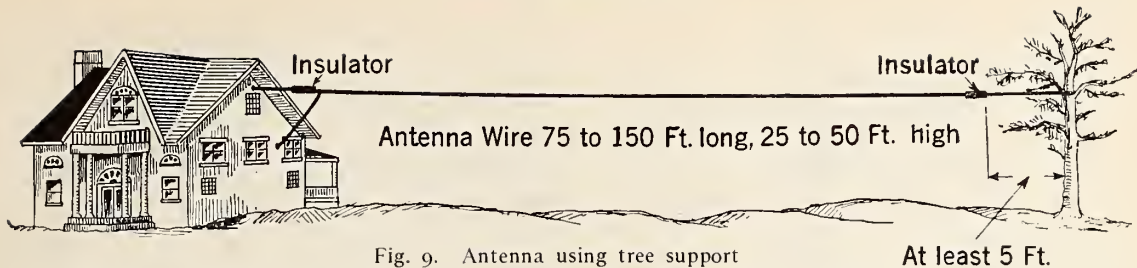 Insulator
Insulator
Antenna Wire 75 to 150 Ft. long, 25 to 50 Ft. high
Fig. 9. Antenna using tree support
At least 5 Ft.